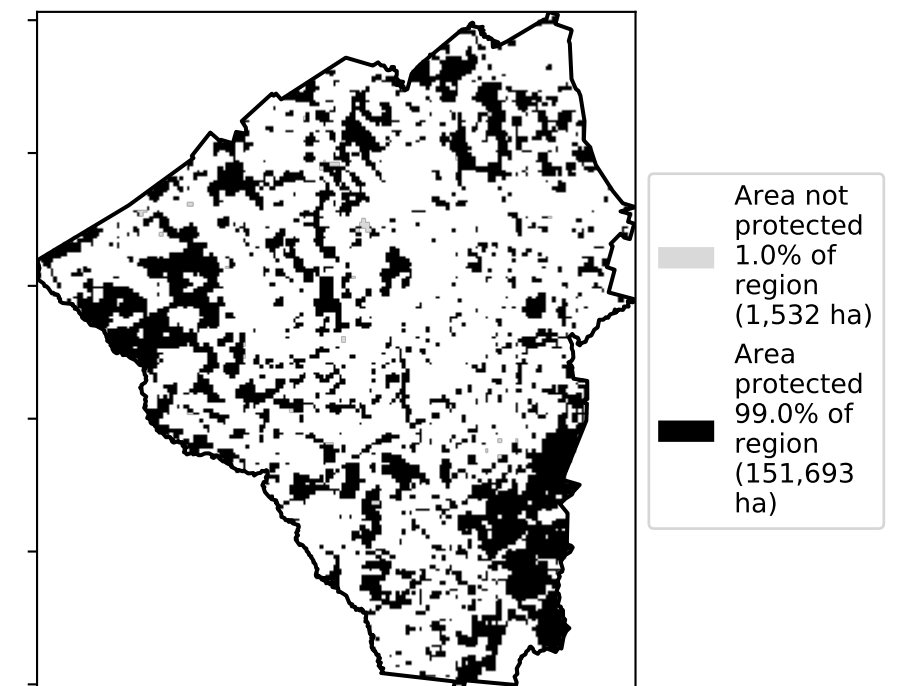 Area not
protected
1.0% of
region
(1,532 ha)
Area
protected
99.0% of
region
(151,693
ha)